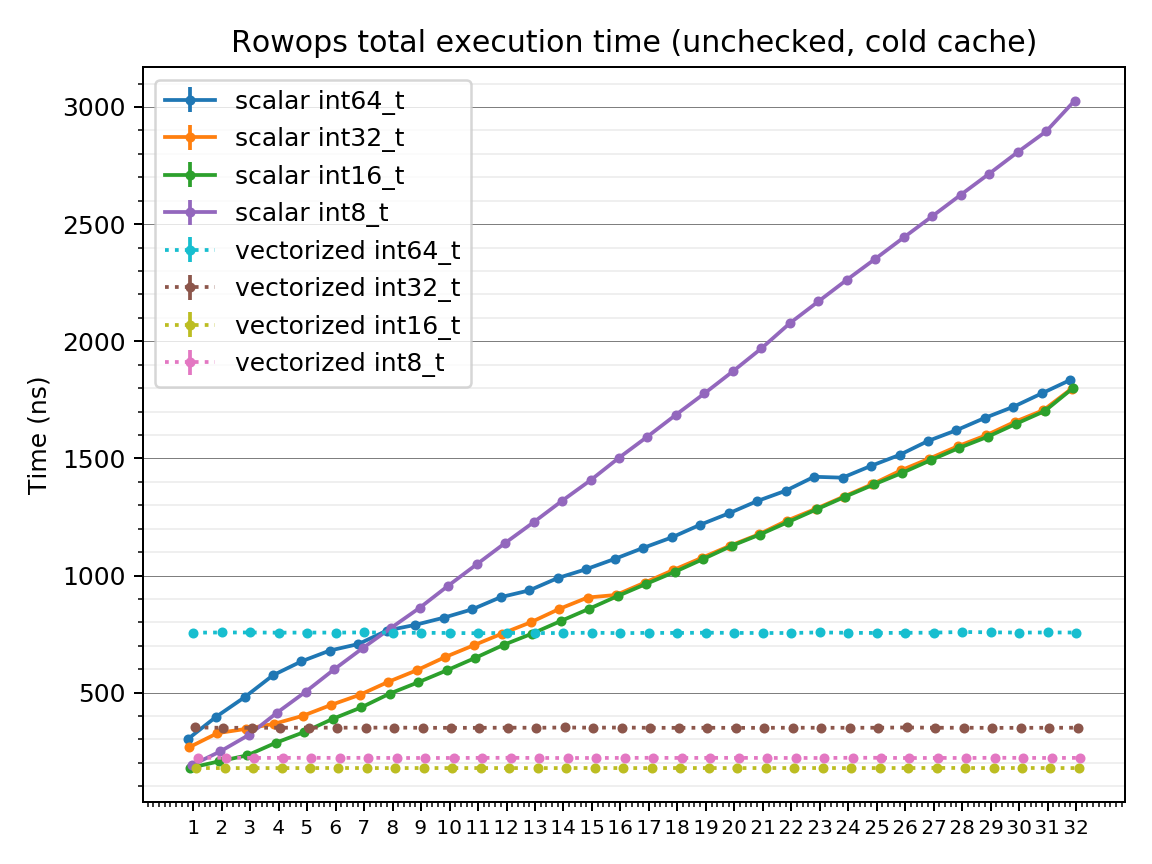 Rowops total execution time (unchecked, cold cache)
scalar int64_t
scalar int32_t
scalar int16_t
scalar int8_t
vectorized int64_t
vectorized int32_t
vectorized int16_t
vectorized int8_t
Time (ns)
3000
2500
2000
1500
1000
500
1 2 3 4 5 6 7 8 9 10 11 12 13 14 15 16 17 18 19 20 21 22 23 24 25 26 27 28 29 30 31 32